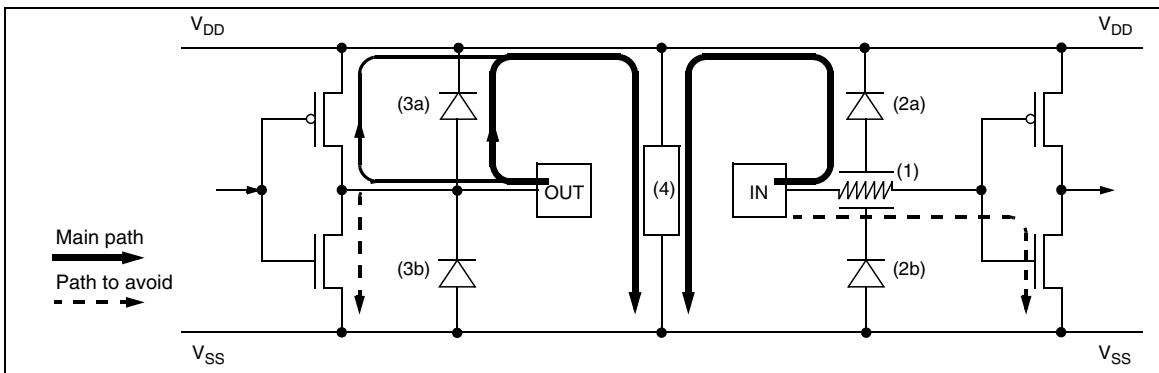 V_DD V_DD
(3a) (2a)
(1)
OUT (4) IN
Main path
(3b) (2b)
Path to avoid
V_SS V_SS